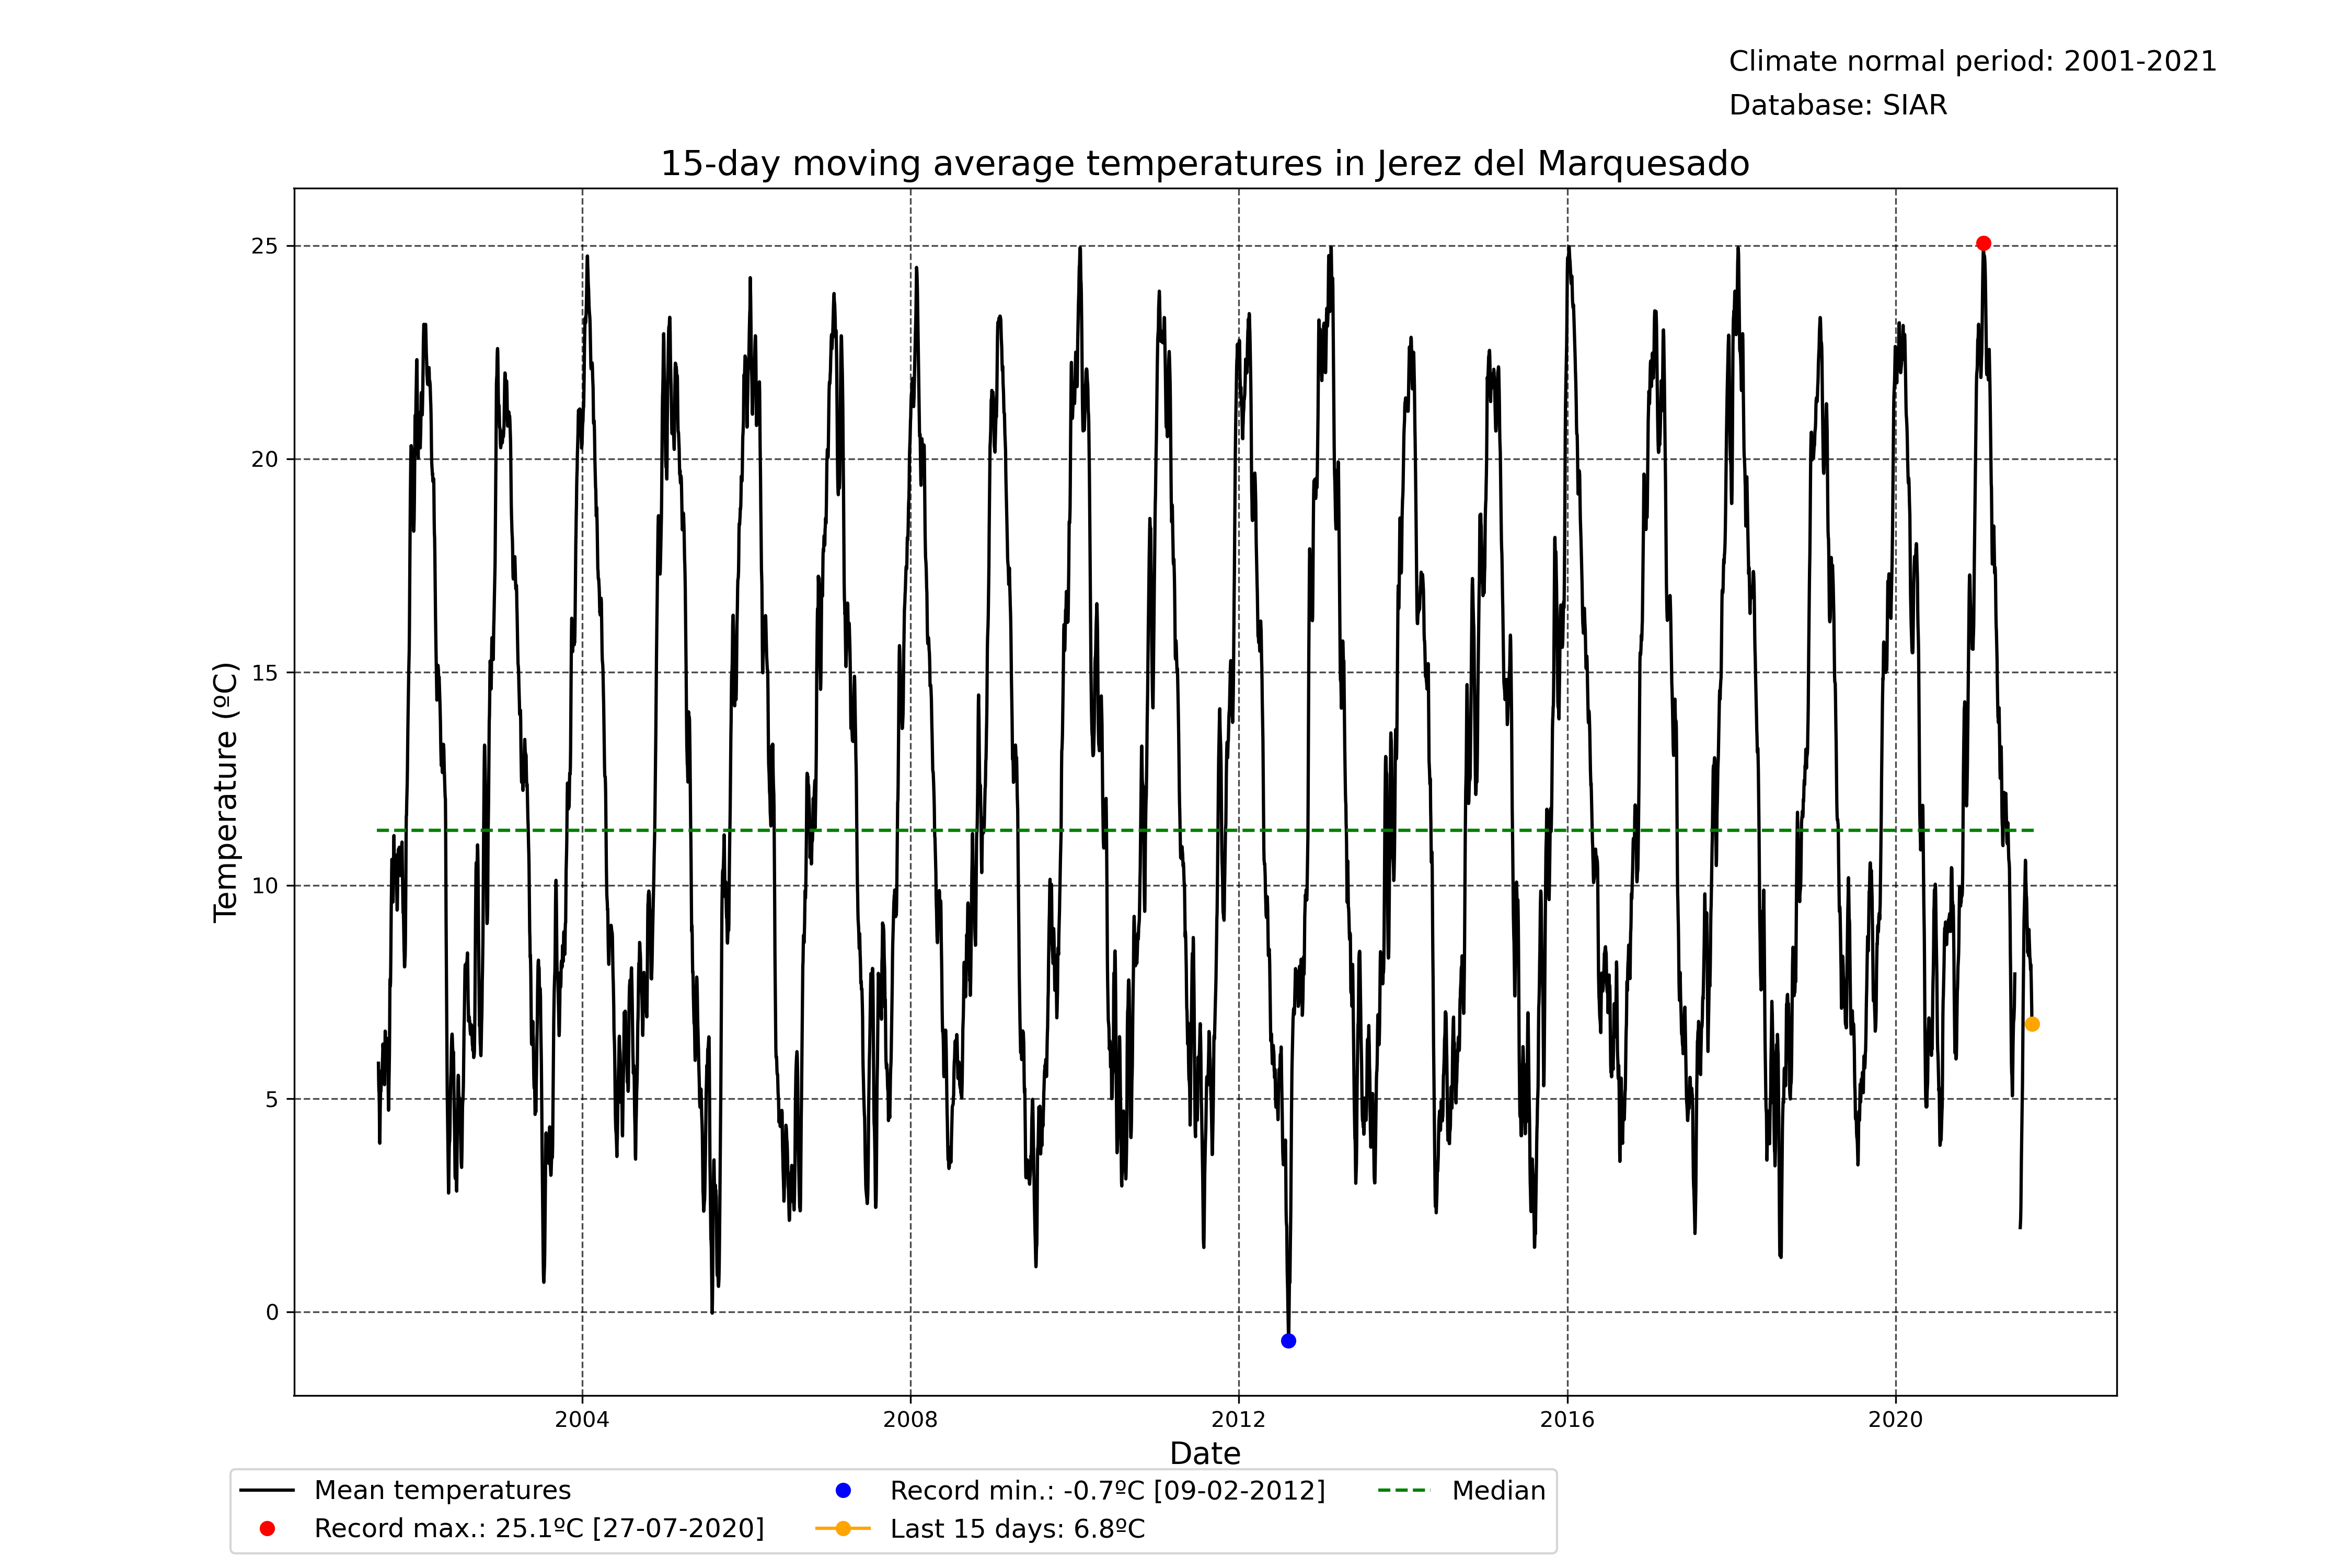 Climate normal period: 2001-2021
Database: SIAR
15-day moving average temperatures in Jerez del Marquesado
25
20
15
10
5
0
Temperature (ºC)
2004 2008 2012 2016 2020
Date
Mean temperatures
Record max.: 25.1ºC [27-07-2020]
Record min.: -0.7ºC [09-02-2012]
Last 15 days: 6.8ºC
Median